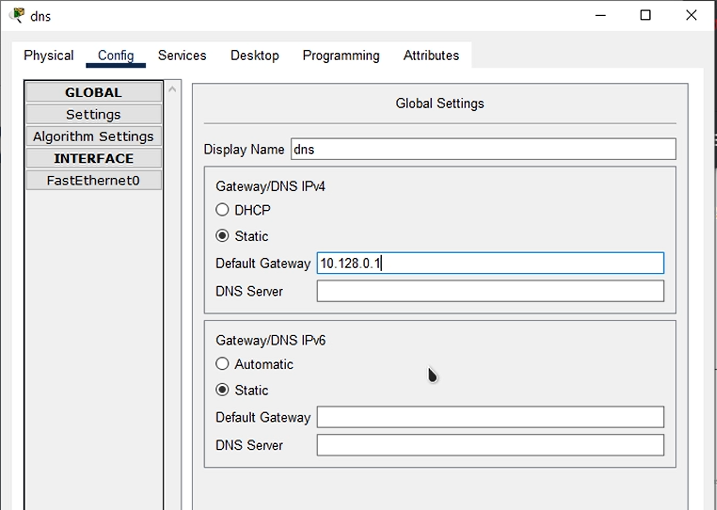 dns
Physical Config Services Desktop Programming Attributes
GLOBAL
Settings
Algorithm Settings
INTERFACE
FastEthernet0
Global Settings
Display Name dns
Gateway/DNS IPv4
DHCP
Static
Default Gateway 10.128.0.1
DNS Server
Gateway/DNS IPv6
Automatic
Static
Default Gateway
DNS Server